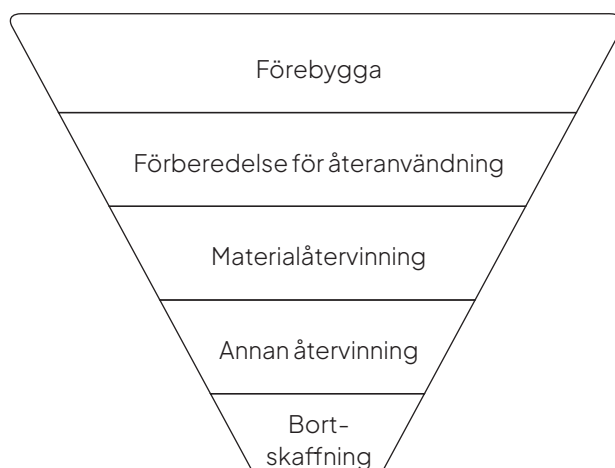 Förebygga
Förberedelse för återanvändning
Materialåtervinning
Annan återvinning
Bort-
skaffning